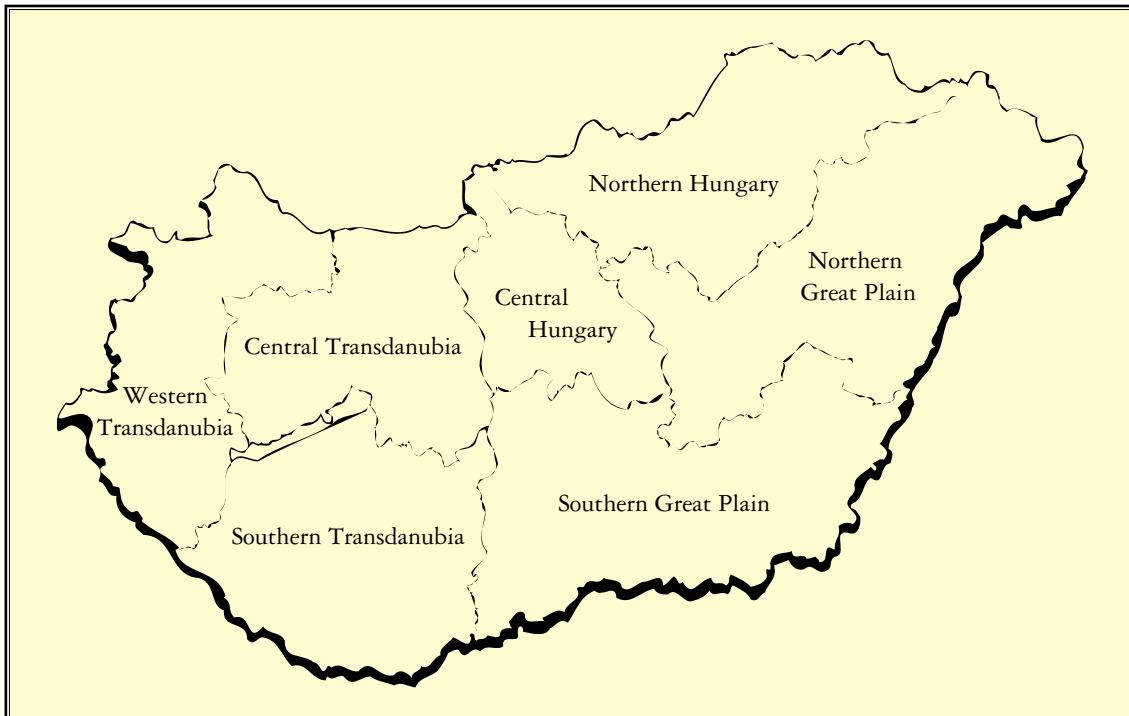 Northern Hungary
Northern
Great Plain
Central
Hungary
Central Transdanubia
Western
Transdanubia
Southern Great Plain
Southern Transdanubia